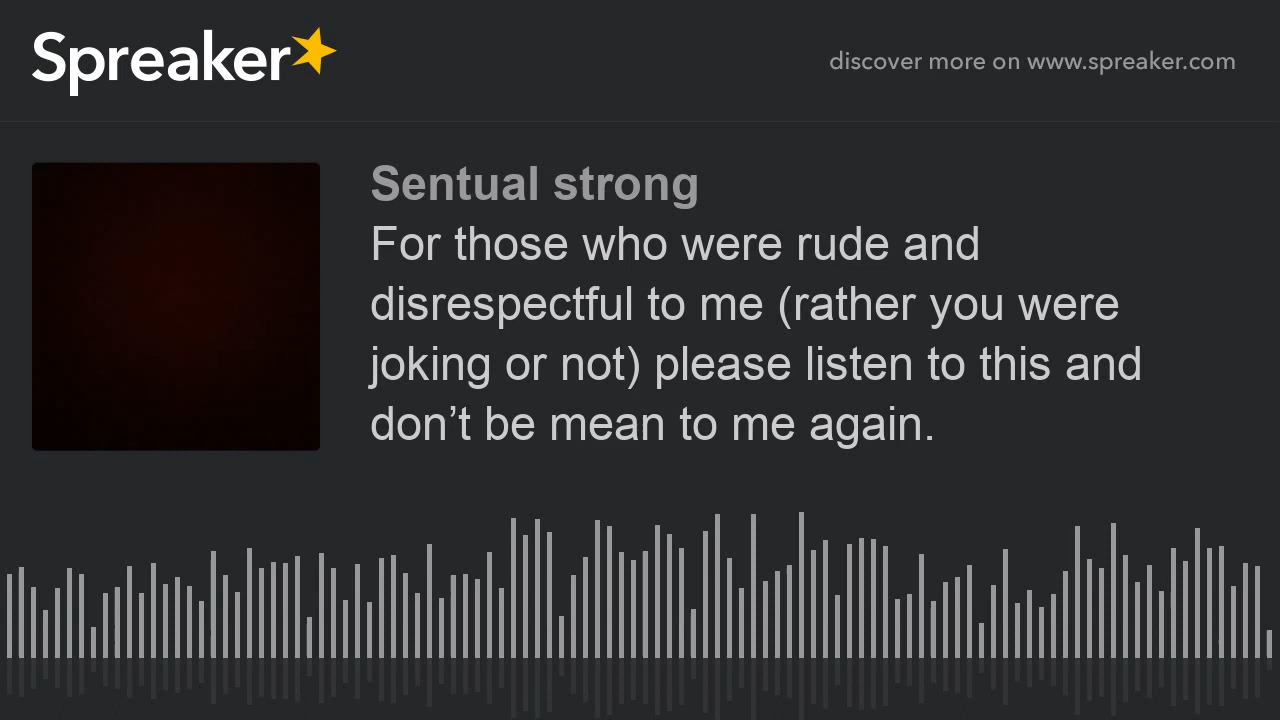 Spreaker
discover more on www.spreaker.com
Sentual strong
For those who were rude and
disrespectful to me (rather you were
joking or not) please listen to this and
don’t be mean to me again.